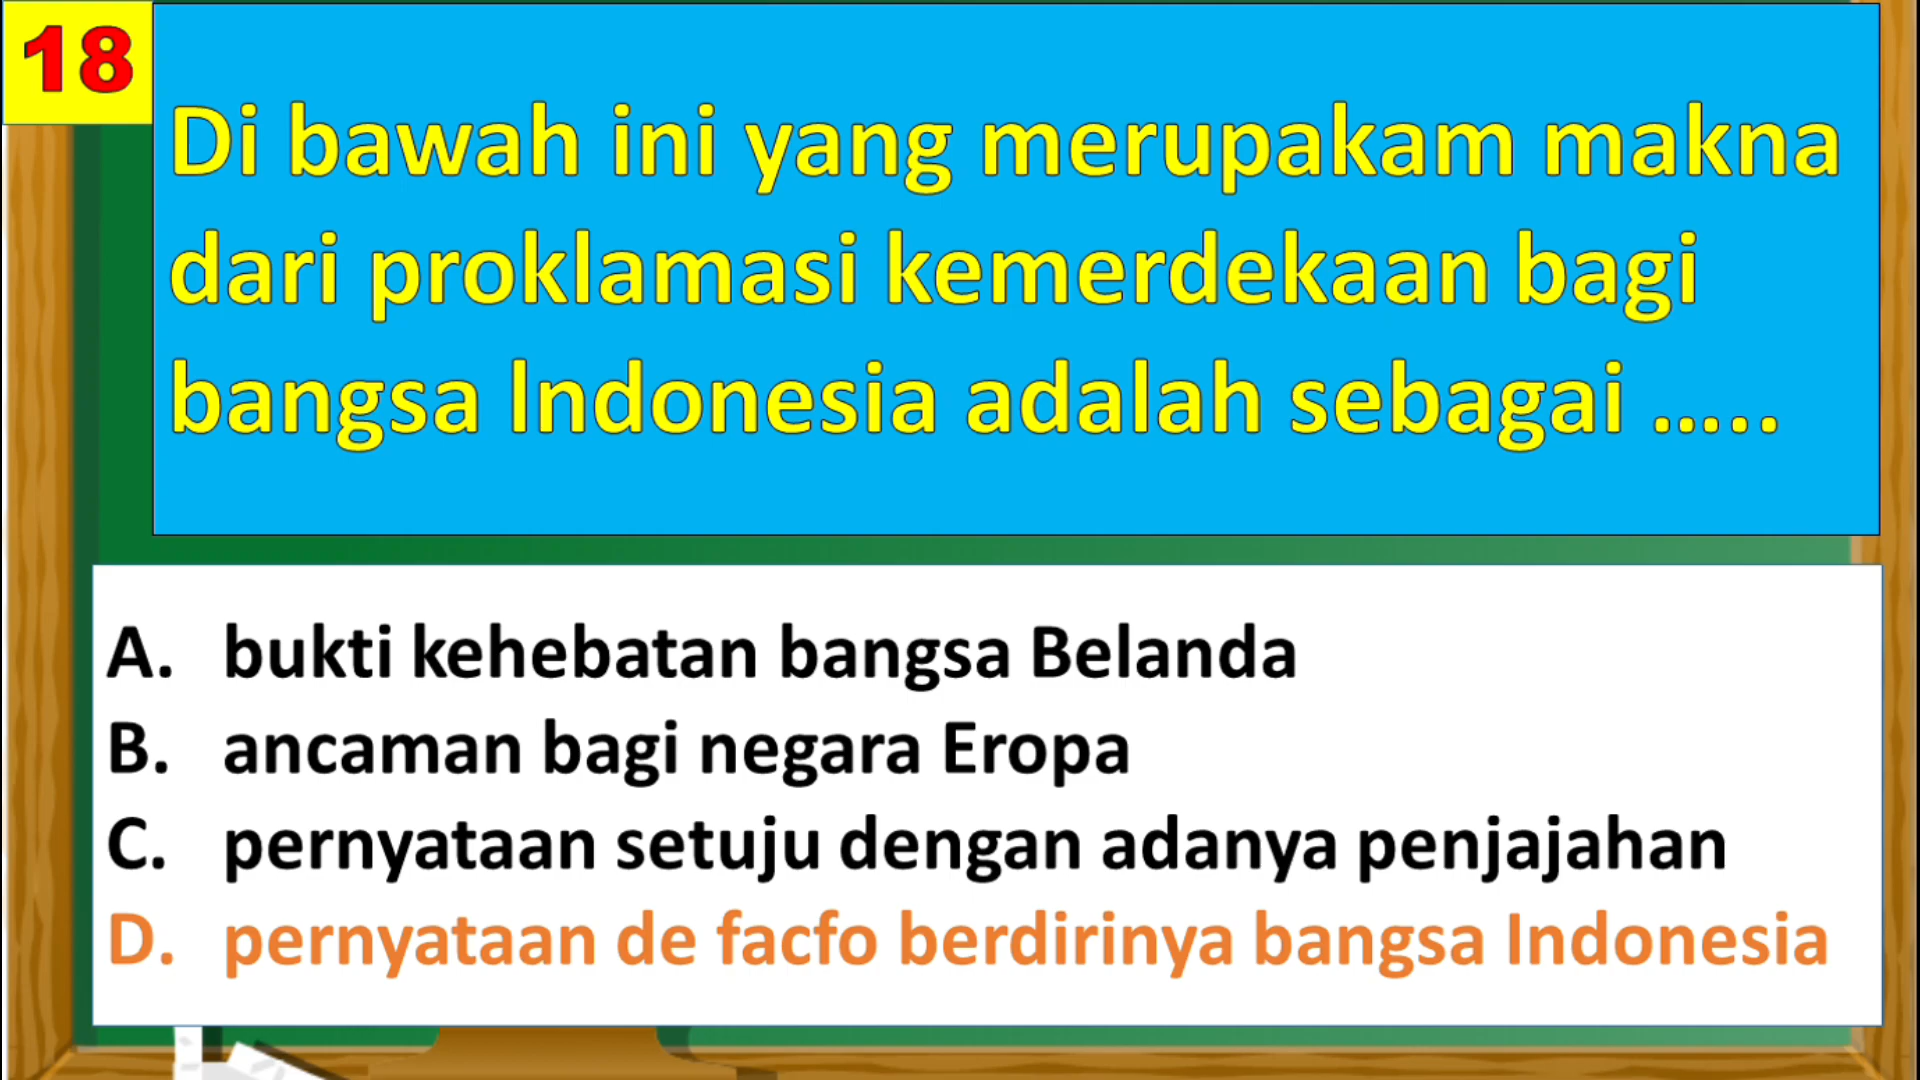 18
Di bawah ini yang merupakam makna
dari proklamasi kemerdekaan bagi
bangsa Indonesia adalah sebagai .....
A. bukti kehebatan bangsa Belanda
B. ancaman bagi negara Eropa
C. pernyataan setuju dengan adanya penjajahan
D. pernyataan de facfo berdirinya bangsa Indonesia